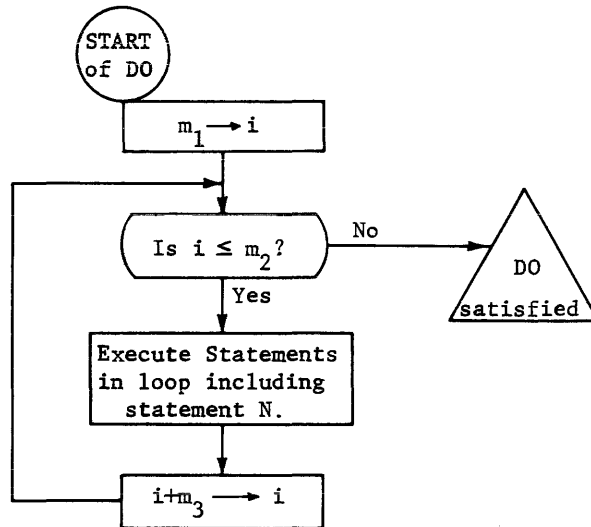 START
of DO
m₁ → i
Is i ≤ m₂?
No
DO
satisfied
Yes
Execute Statements
in loop including
statement N.
i+m₃ → i